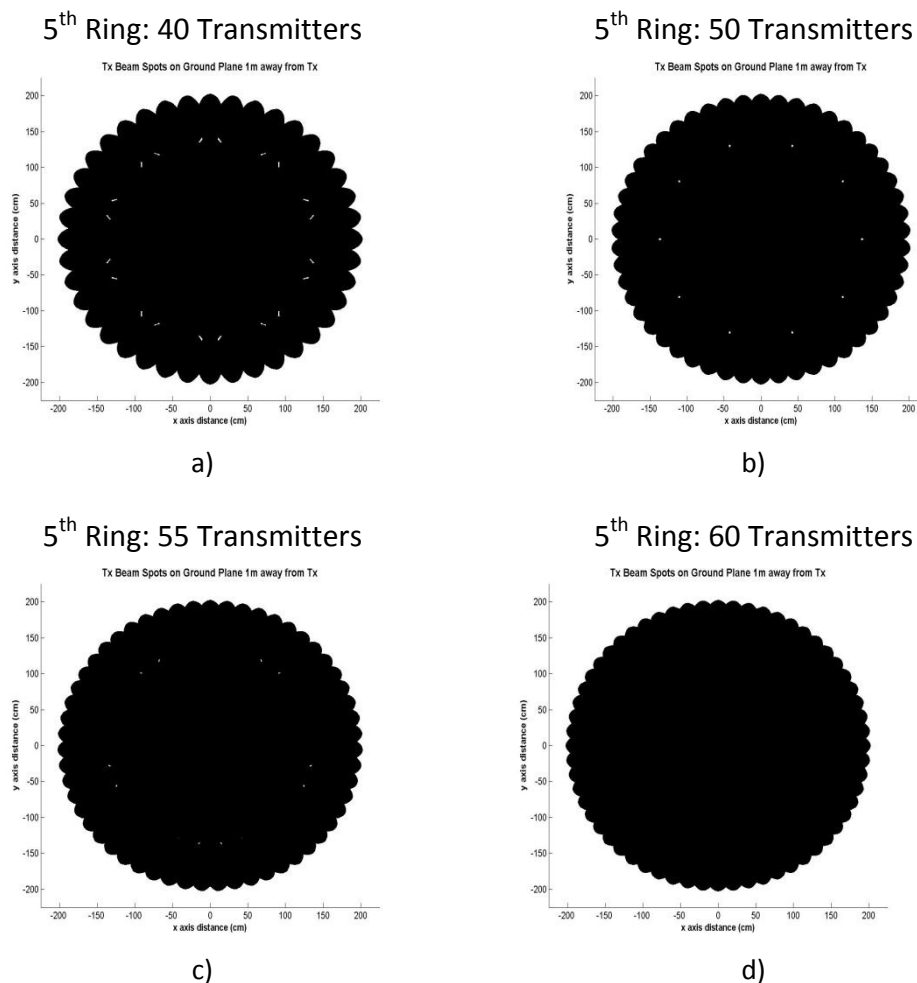 5th Ring: 40 Transmitters
Tx Beam Spots on Ground Plane 1m away from Tx
y axis distance (cm)
200
150
100
50
0
-50
-100
-150
-200
-200 -150 -100 -50 0 50 100 150 200
x axis distance (cm)
a)
5th Ring: 50 Transmitters
Tx Beam Spots on Ground Plane 1m away from Tx
y axis distance (cm)
200
150
100
50
0
-50
-100
-150
-200
-200 -150 -100 -50 0 50 100 150 200
x axis distance (cm)
b)
5th Ring: 55 Transmitters
Tx Beam Spots on Ground Plane 1m away from Tx
y axis distance (cm)
200
150
100
50
0
-50
-100
-150
-200
-200 -150 -100 -50 0 50 100 150 200
x axis distance (cm)
c)
5th Ring: 60 Transmitters
Tx Beam Spots on Ground Plane 1m away from Tx
y axis distance (cm)
200
150
100
50
0
-50
-100
-150
-200
-200 -150 -100 -50 0 50 100 150 200
x axis distance (cm)
d)